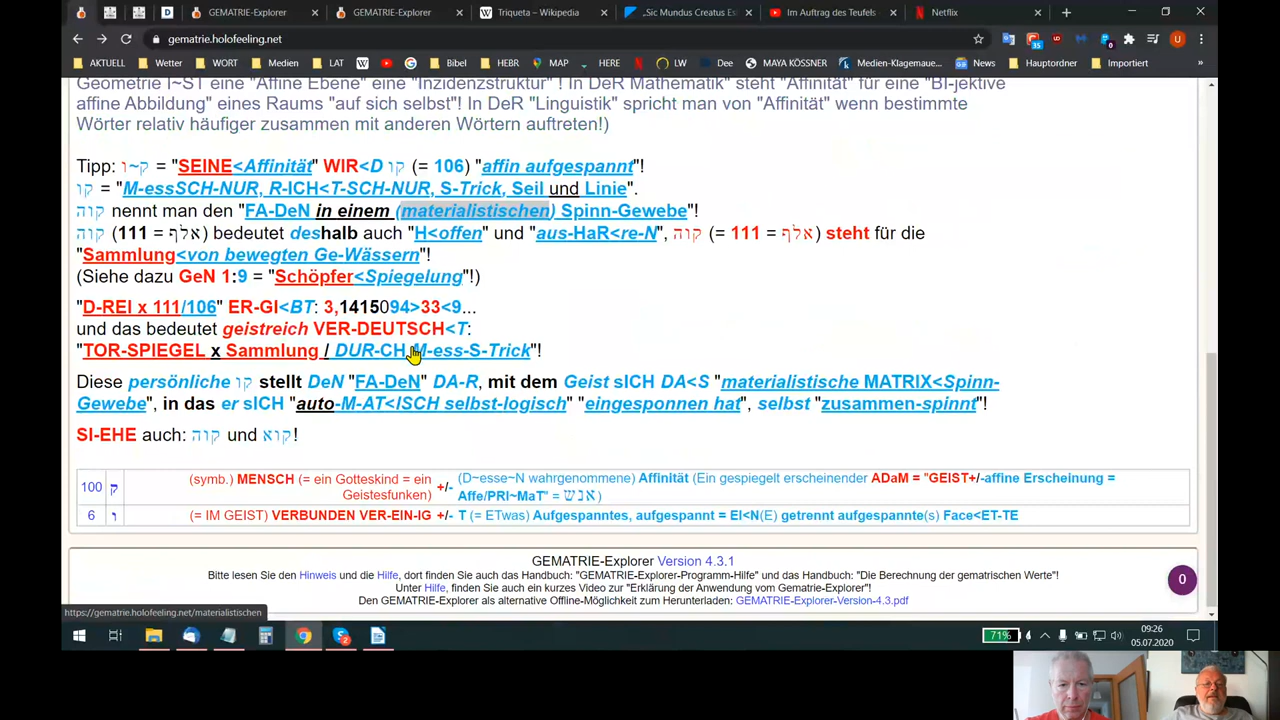 GEMATRIE-Explorer
GEMATRIE-Explorer
Triqueta – Wikipedia
„Sic Mundus Creatus Es
Im Auftrag des Teufels
Netflix
gematrie.holofeeling.net
AKTUELL Wetter WORT Medien LAT Bibel HEBR MAP HERE LW Dee MAYA KÖSSNER Medien-Klagemaue... News Hauptordner Importiert
Geometrie I~ST eine "Affine Ebene" eine "Inzidenzstruktur" ! In DeR Mathematik steht "Affinität" für eine "BI-jektive
affine Abbildung" eines Raums "auf sich selbst"! In DeR "Linguistik" spricht man von "Affinität" wenn bestimmte
Wörter relativ häufiger zusammen mit anderen Wörtern auftreten!)
Tipp: ק~ו = "SEINE<Affinität" WIR<D קו (= 106) "affin aufgespannt"!
קו = "M-essSCH-NUR, R-ICH<T-SCH-NUR, S-Trick, Seil und Linie".
קוה nennt man den "FA-DeN in einem (materialistischen) Spinn-Gewebe"!
קוה (111 = אלף) bedeutet deshalb auch "H<offen" und "aus-HaR<re-N", קוה (= 111 = אלף) steht für die
"Sammlung<von bewegten Ge-Wässern"!
(Siehe dazu GeN 1:9 = "Schöpfer<Spiegelung!)
"D-REI x 111/106" ER-GI<BT: 3,1415094>33<9...
und das bedeutet geistreich VER-DEUTSCH<T:
"TOR-SPIEGEL x Sammlung / DUR-CH M-ess-S-Trick"!
Diese persönliche קו stellt DeN "FA-DeN" DA-R, mit dem Geist sICH DA<S "materialistische MATRIX<Spinn-
Gewebe", in das er sICH "auto-M-AT<ISCH selbst-logisch" "eingesponnen hat", selbst "zusammen-spinnt"!
SI-EHE auch: קוה und קוא!
100 ק (symb.) MENSCH (= ein Gotteskind = ein Geistesfunken) +/- (D~esse~N wahrgenommene) Affinität (Ein gespiegelt erscheinender ADaM = "GEIST+/-affine Erscheinung =
Affe/PRI~MaT" = אנש)
6 ו (= IM GEIST) VERBUNDEN VER-EIN-IG +/- T (= ETwas) Aufgespanntes, aufgespannt = EI<N(E) getrennt aufgespannte(s) Face<ET-TE
GEMATRIE-Explorer Version 4.3.1
Bitte lesen Sie den Hinweis und die Hilfe, dort finden Sie auch das Handbuch: "GEMATRIE-Explorer-Programm-Hilfe" und das Handbuch: "Die Berechnung der gematrischen Werte"!
Unter Hilfe, finden Sie auch ein kurzes Video zur "Erklärung der Anwendung vom Gematrie-Explorer"!
Den GEMATRIE-Explorer als alternative Offline-Möglichkeit zum Herunterladen: GEMATRIE-Explorer-Version-4.3.pdf
0
https://gematrie.holofeeling.net/materialistischen
71%
09:26
05.07.2020